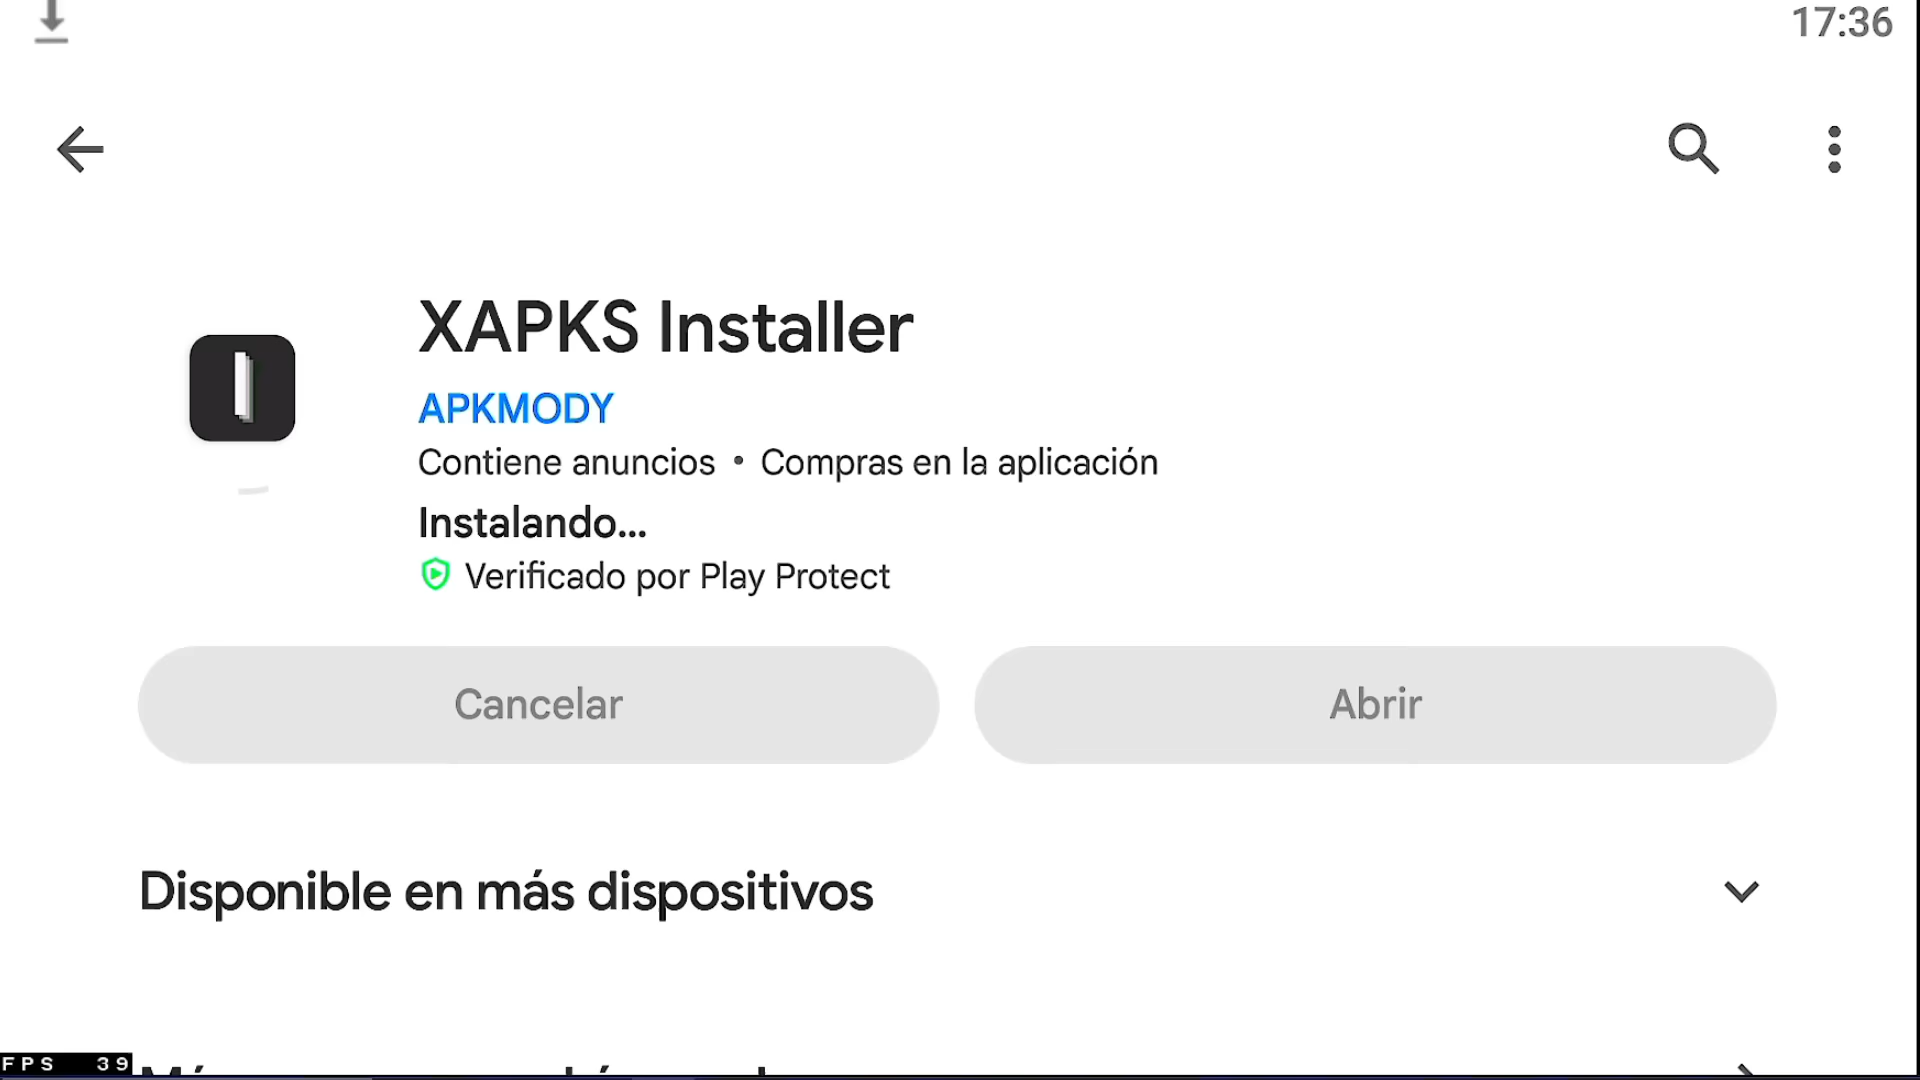 17:36
XAPKS Installer
APKMODY
Contiene anuncios • Compras en la aplicación
Instalando...
Verificado por Play Protect
Cancelar
Abrir
Disponible en más dispositivos
FPS 39